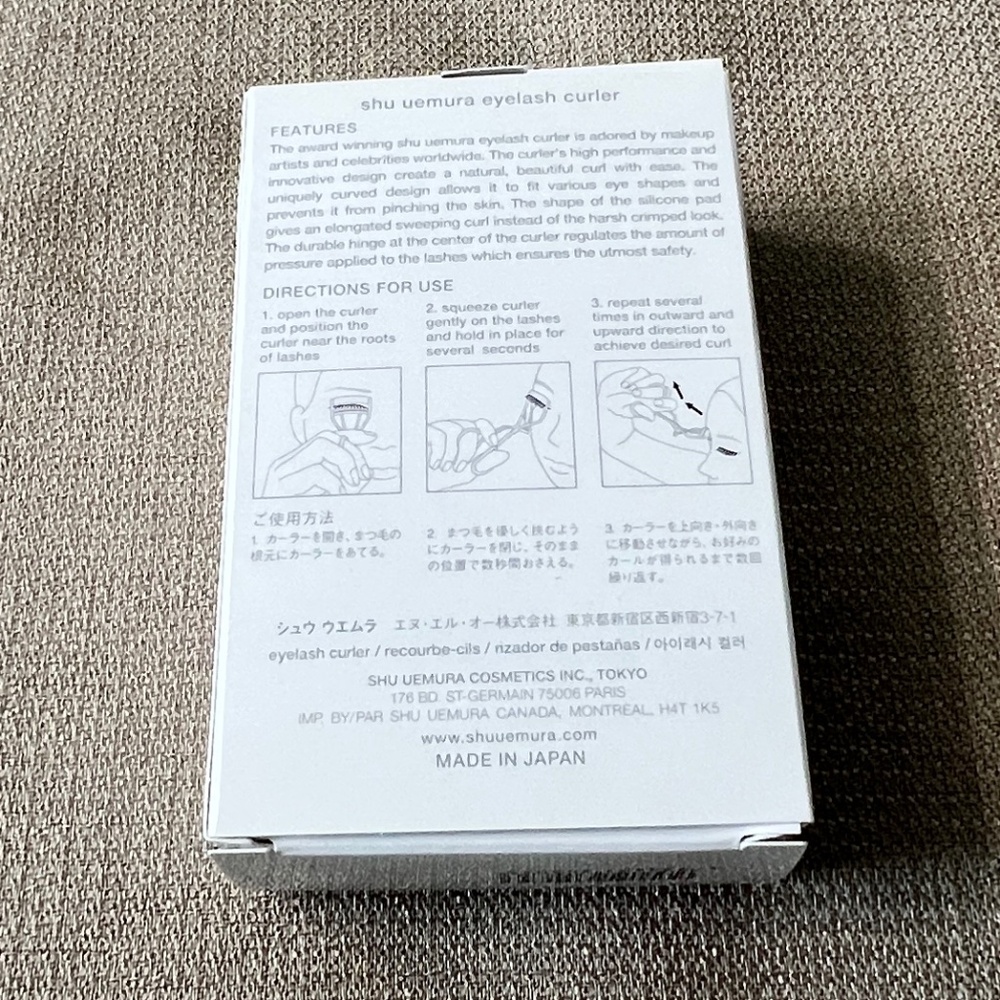 shu uemura eyelash curler
FEATURES
The award winning shu uemura eyelash curler is adored by makeup
artists and celebrities worldwide. The curler's high performance and
innovative design create a natural, beautiful curl with ease. The
uniquely curved design allows it to fit various eye shapes and
prevents it from pinching the skin. The shape of the silicone pad
gives an elongated sweeping curl instead of the harsh crimped look.
The durable hinge at the center of the curler regulates the amount of
pressure applied to the lashes which ensures the utmost safety.
DIRECTIONS FOR USE
1. open the curler
and position the
curler near the roots
of lashes
2. squeeze curler
gently on the lashes
and hold in place for
several seconds
3. repeat several
times in outward and
upward direction to
achieve desired curl
ご使用方法
1. カーラーを開き、まつ毛の
根元にカーラーをあてる。
2. まつ毛を優しく挟むよう
にカーラーを閉じ、そのまま
の位置で数秒間おさえる。
3. カーラーを上向き・外向き
に移動させながら、お好みの
カールが得られるまで数回
繰り返す。
シュウ ウエムラ エヌ・エル・オー株式会社 東京都新宿区西新宿3-7-1
eyelash curler / recourbe-cils / rizador de pestañas / 아이래시 컬러
SHU UEMURA COSMETICS INC., TOKYO
176 BD. ST-GERMAIN 75006 PARIS
IMP. BY/PAR SHU UEMURA CANADA, MONTREAL, H4T 1K5
www.shuuemura.com
MADE IN JAPAN